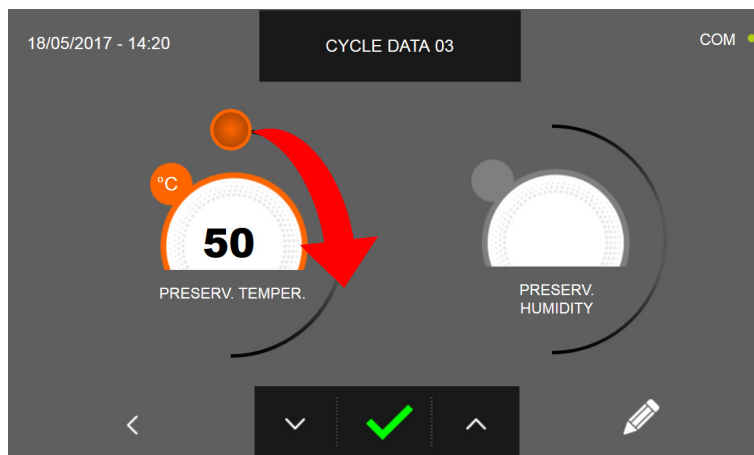 18/05/2017 - 14:20
CYCLE DATA 03
COM
°C
50
PRESERV. TEMPER.
PRESERV.
HUMIDITY